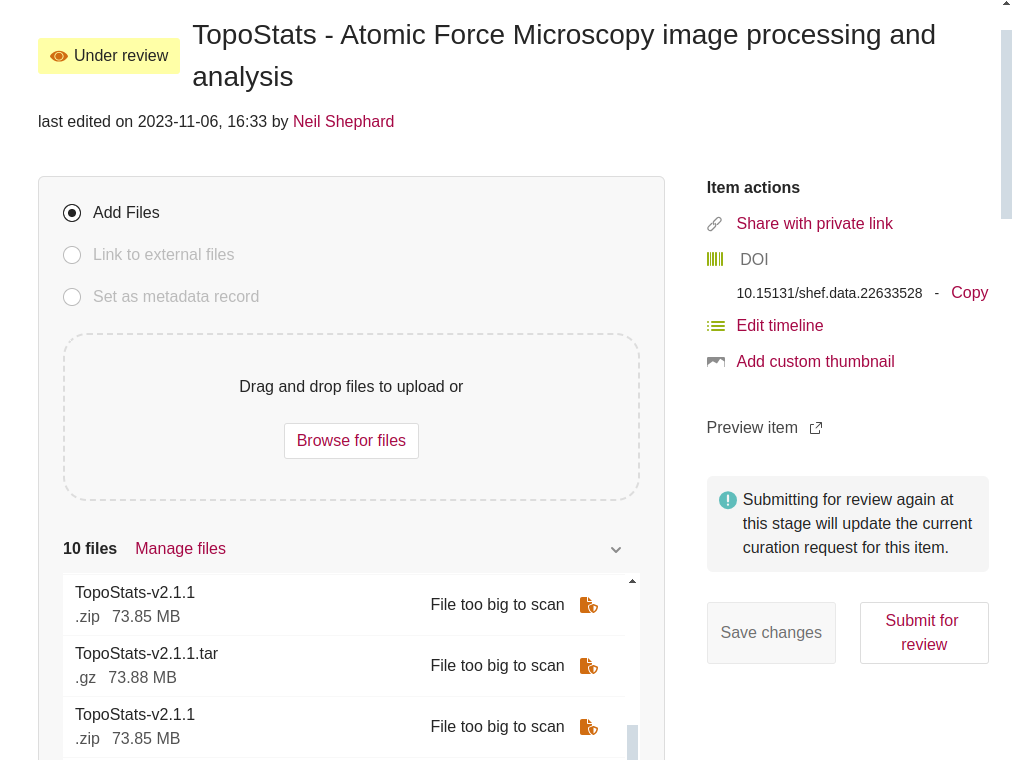 Under review
TopoStats - Atomic Force Microscopy image processing and
analysis
last edited on 2023-11-06, 16:33 by Neil Shephard
Add Files
Link to external files
Set as metadata record
Drag and drop files to upload or
Browse for files
10 files Manage files
TopoStats-v2.1.1
.zip 73.85 MB
File too big to scan
TopoStats-v2.1.1.tar
.gz 73.88 MB
File too big to scan
TopoStats-v2.1.1
.zip 73.85 MB
File too big to scan
Item actions
Share with private link
DOI
10.15131/shef.data.22633528 - Copy
Edit timeline
Add custom thumbnail
Preview item
Submitting for review again at
this stage will update the current
curation request for this item.
Save changes
Submit for
review